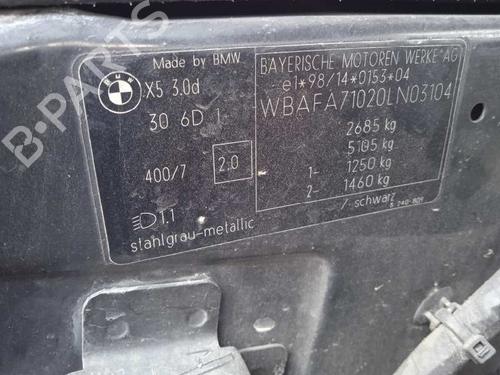 Made by BMW
X5 3.0d
30 6D 1
400/7
2.0
1.1
stahlgrau-metallic
BAYERISCHE MOTOREN WERKE AG
e1*98/14*0153*04
WBAFA71020LN03104
2685 kg
5105 kg
1- 1250 kg
2- 1460 kg
/- schwarz
B-PARTS